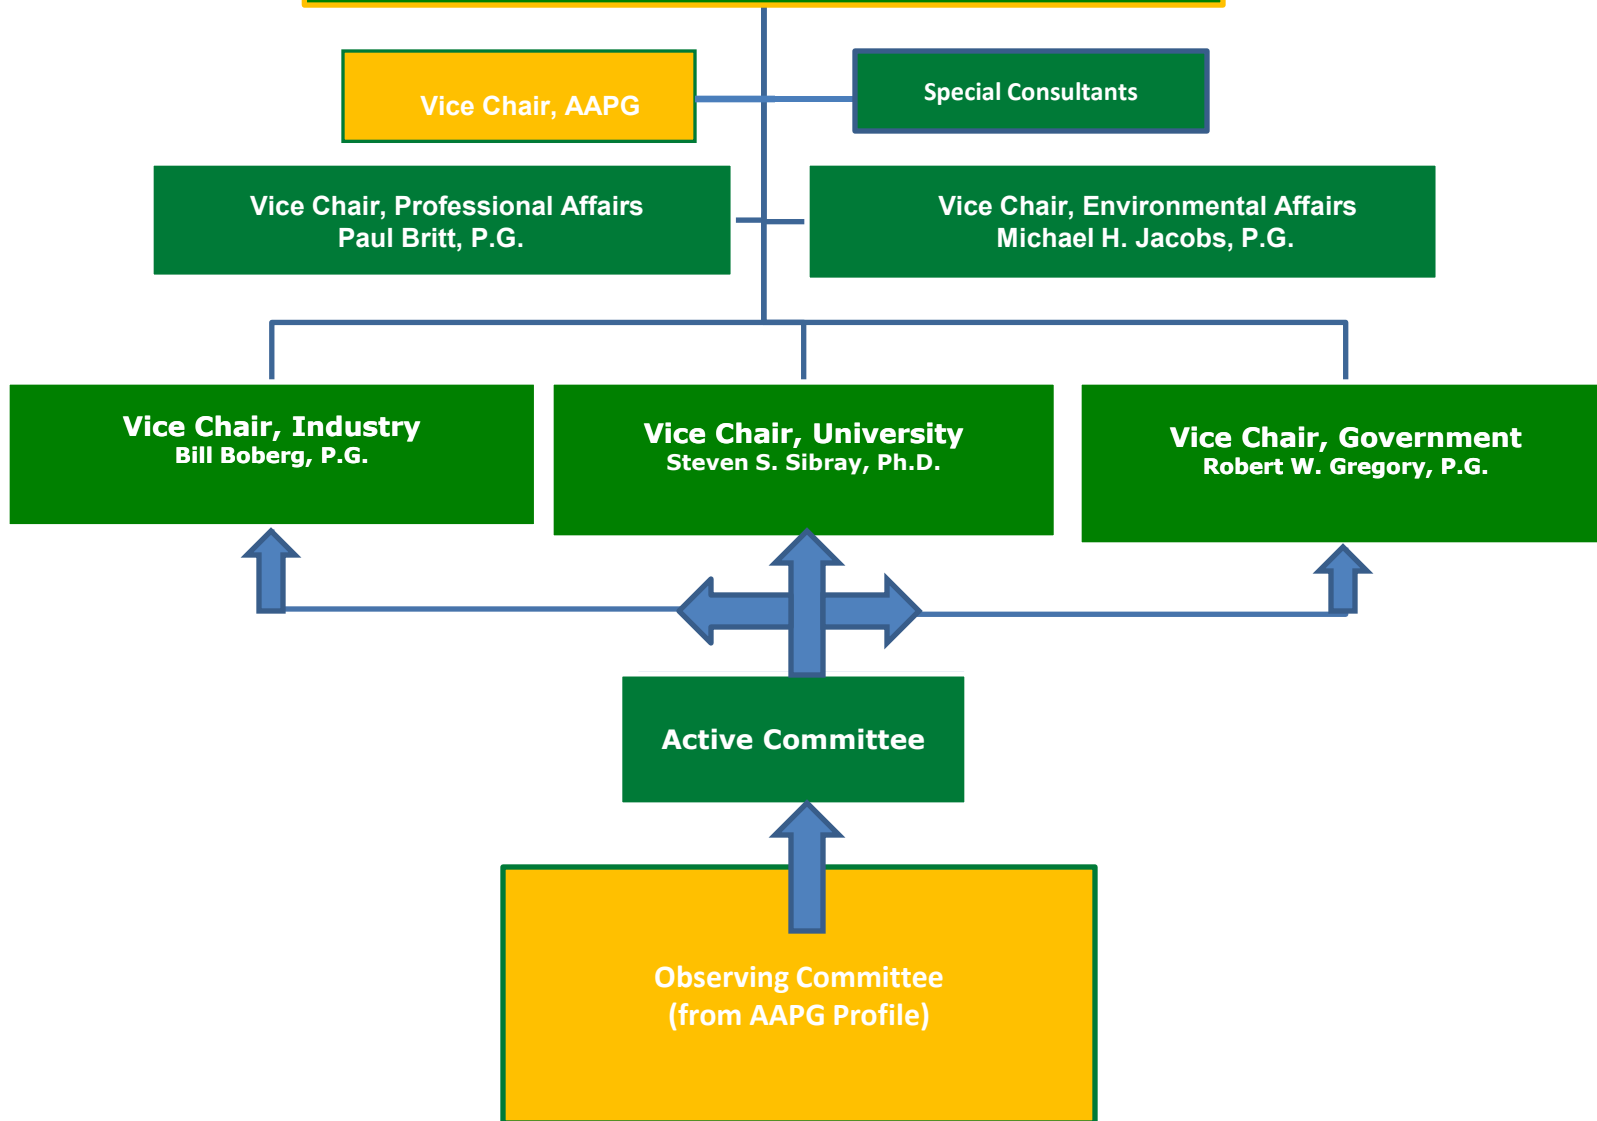 Vice Chair, AAPG
Special Consultants
Vice Chair, Professional Affairs
Paul Britt, P.G.
Vice Chair, Environmental Affairs
Michael H. Jacobs, P.G.
Vice Chair, Industry
Bill Boberg, P.G.
Vice Chair, University
Steven S. Sibray, Ph.D.
Vice Chair, Government
Robert W. Gregory, P.G.
Active Committee
Observing Committee
(from AAPG Profile)